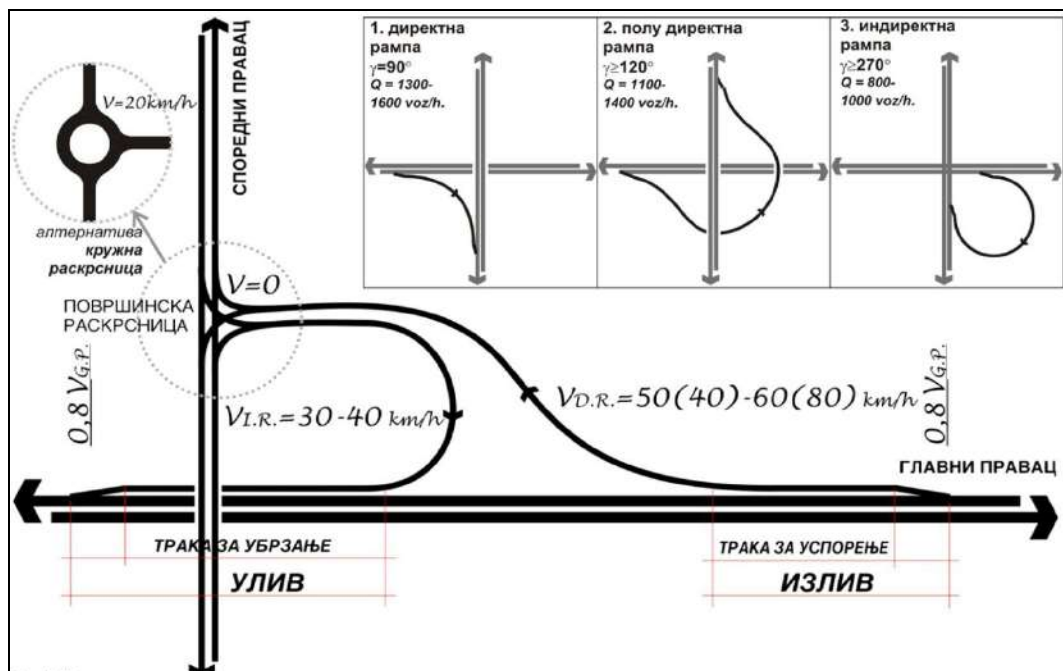 1. директна
рампа
γ=90°
Q = 1300-
1600 voz/h.
2. полу директна
рампа
γ≥120°
Q = 1100-
1400 voz/h.
3. индиректна
рампа
γ≥270°
Q = 800-
1000 voz/h.
СПОРЕДНИ ПРАВАЦ
V=20km/h
алтернатива
кружна
раскрсница
V=0
ПОВРШИНСКА
РАСКРСНИЦА
0,8 VG.P.
VI.R.=30-40 km/h
VD.R.=50(40)-60(80) km/h
0,8 VG.P.
ГЛАВНИ ПРАВАЦ
ТРАКА ЗА УБРЗАЊЕ
ТРАКА ЗА УСПОРЕЊЕ
УЛИВ
ИЗЛИВ